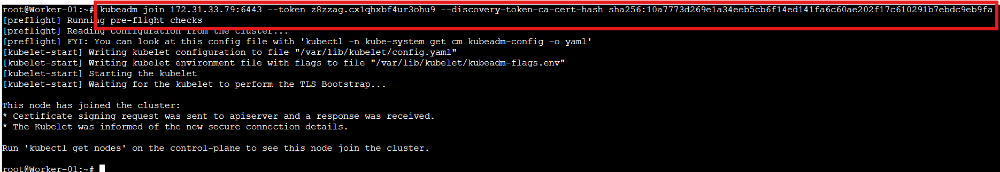 root@Worker-01:~# kubeadm join 172.31.33.79:6443 --token z8zzag.cx1qhxbf4ur3ohu9 --discovery-token-ca-cert-hash sha256:10a7773d269e1a34eeb5cb6f14ed141fa6c60ae202f17c610291b7ebdc9eb9fa
[preflight] Running pre-flight checks
[preflight] Reading configuration from the cluster...
[preflight] FYI: You can look at this config file with 'kubectl -n kube-system get cm kubeadm-config -o yaml'
[kubelet-start] Writing kubelet configuration to file "/var/lib/kubelet/config.yaml"
[kubelet-start] Writing kubelet environment file with flags to file "/var/lib/kubelet/kubeadm-flags.env"
[kubelet-start] Starting the kubelet
[kubelet-start] Waiting for the kubelet to perform the TLS Bootstrap...
This node has joined the cluster:
* Certificate signing request was sent to apiserver and a response was received.
* The Kubelet was informed of the new secure connection details.
Run 'kubectl get nodes' on the control-plane to see this node join the cluster.
root@Worker-01:~#